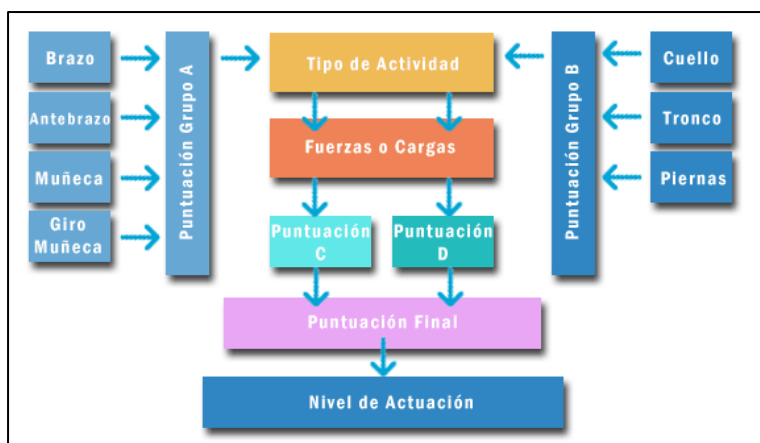 Brazo
Antebrazo
Muñeca
Giro
Muñeca
Puntuación Grupo A
Tipo de Actividad
Fuerzas o Cargas
Puntuación
C
Puntuación
D
Puntuación Final
Nivel de Actuación
Puntuación Grupo B
Cuello
Tronco
Piernas